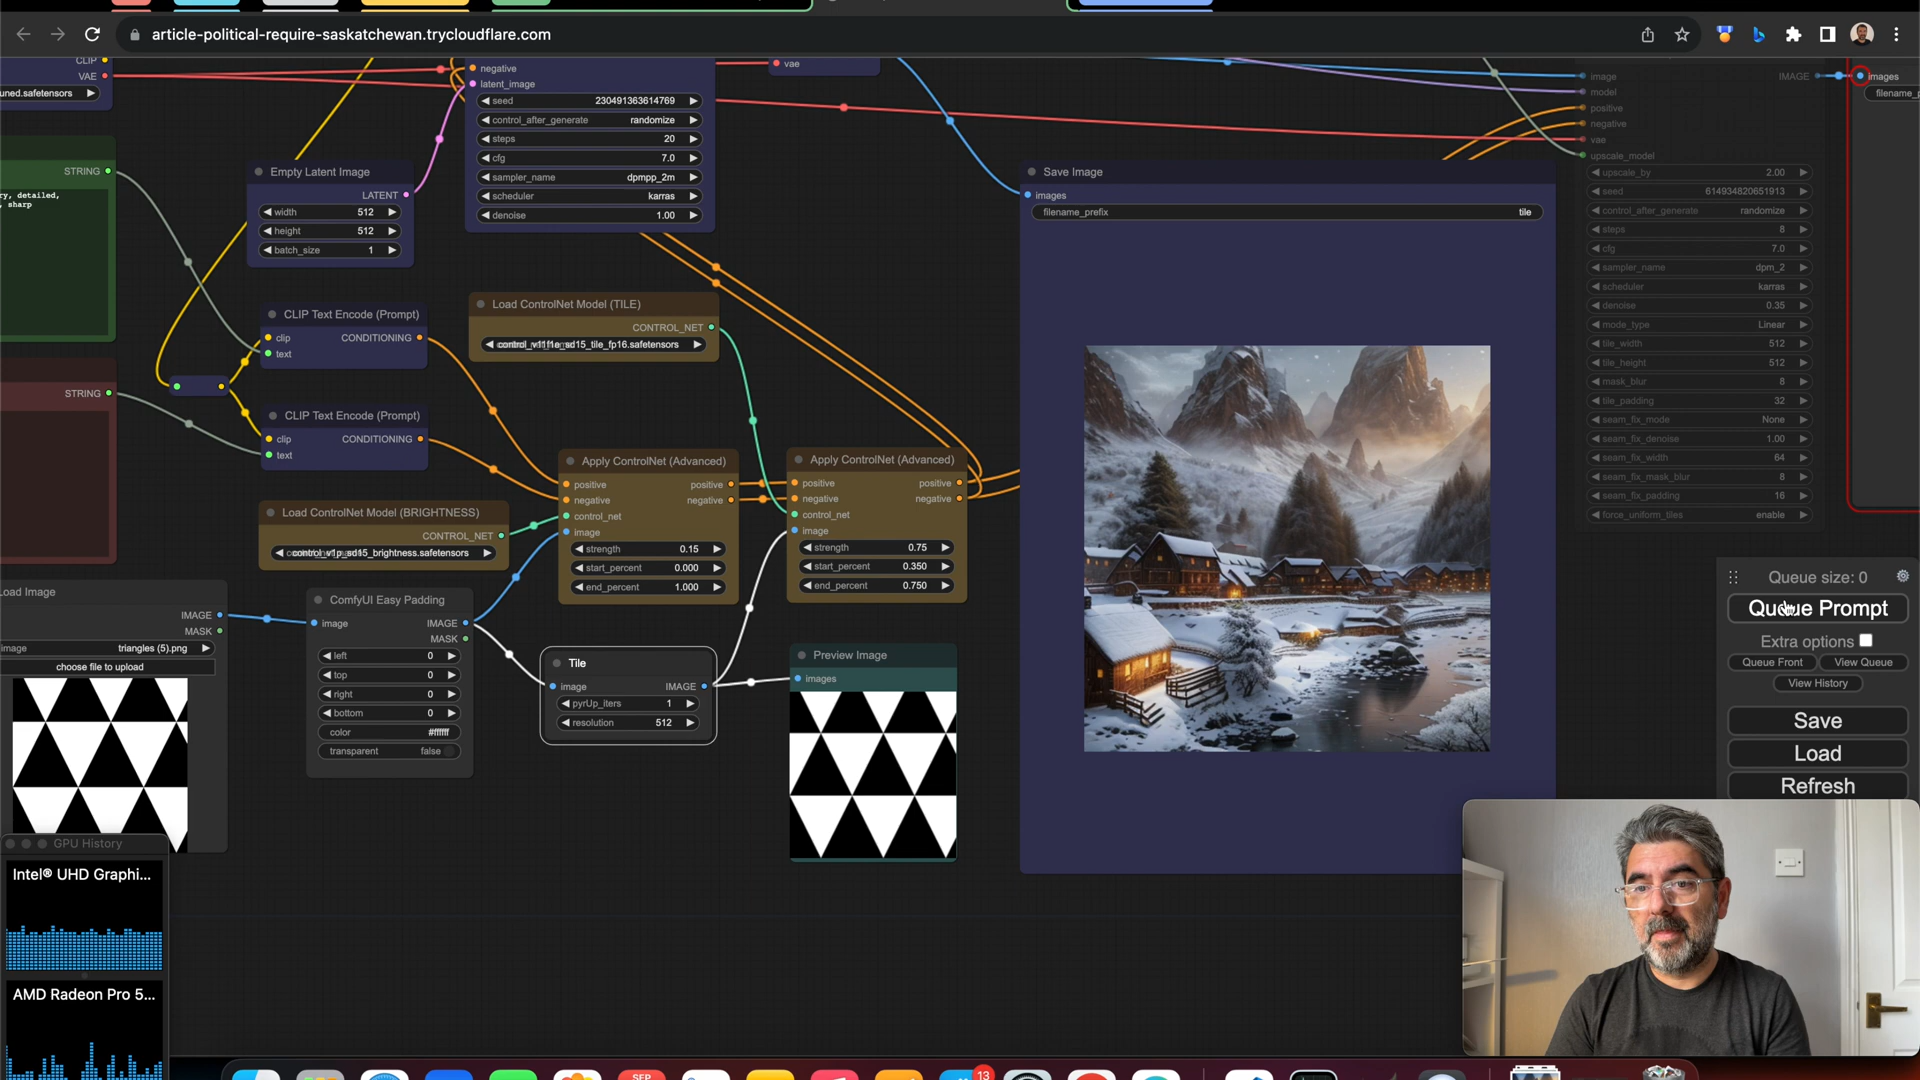 article-political-require-saskatchewan.trycloudflare.com
CLIP
VAE
uned.safetensors
negative
latent_image
seed 230491363614769
control_after_generate randomize
steps 20
cfg 7.0
sampler_name dpmpp_2m
scheduler karras
denoise 1.00
vae
STRING
ry, detailed,
, sharp
Empty Latent Image
LATENT
width 512
height 512
batch_size 1
CLIP Text Encode (Prompt)
clip CONDITIONING
text
STRING
CLIP Text Encode (Prompt)
clip CONDITIONING
text
Load ControlNet Model (TILE)
CONTROL_NET
control_v11f1e_sd15_tile_fp16.safetensors
Load ControlNet Model (BRIGHTNESS)
CONTROL_NET
control_v1p_sd15_brightness.safetensors
Apply ControlNet (Advanced)
positive positive
negative negative
control_net
image
strength 0.15
start_percent 0.000
end_percent 1.000
Apply ControlNet (Advanced)
positive positive
negative negative
control_net
image
strength 0.75
start_percent 0.350
end_percent 0.750
Load Image
IMAGE
MASK
image triangles (5).png
choose file to upload
ComfyUI Easy Padding
image IMAGE
MASK
left 0
top 0
right 0
bottom 0
color #ffffff
transparent false
Tile
image IMAGE
pyrUp_iters 1
resolution 512
Preview Image
images
Save Image
images
filename_prefix tile
image IMAGE
model
positive
negative
vae
upscale_model
upscale_by 2.00
seed 614934820651913
control_after_generate randomize
steps 8
cfg 7.0
sampler_name dpm_2
scheduler karras
denoise 0.35
mode_type Linear
tile_width 512
tile_height 512
mask_blur 8
tile_padding 32
seam_fix_mode None
seam_fix_denoise 1.00
seam_fix_width 64
seam_fix_mask_blur 8
seam_fix_padding 16
force_uniform_tiles enable
images
filename_p
Queue size: 0
Queue Prompt
Extra options
Queue Front View Queue
View History
Save
Load
Refresh
GPU History
Intel® UHD Graphi...
AMD Radeon Pro 5...
SEP
13